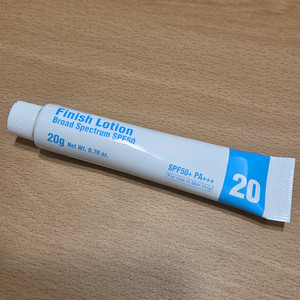 Finish Lotion
Broad Spectrum SPF50
20g Net Wt. 0.70 oz.
SPF50+ PA+++
20